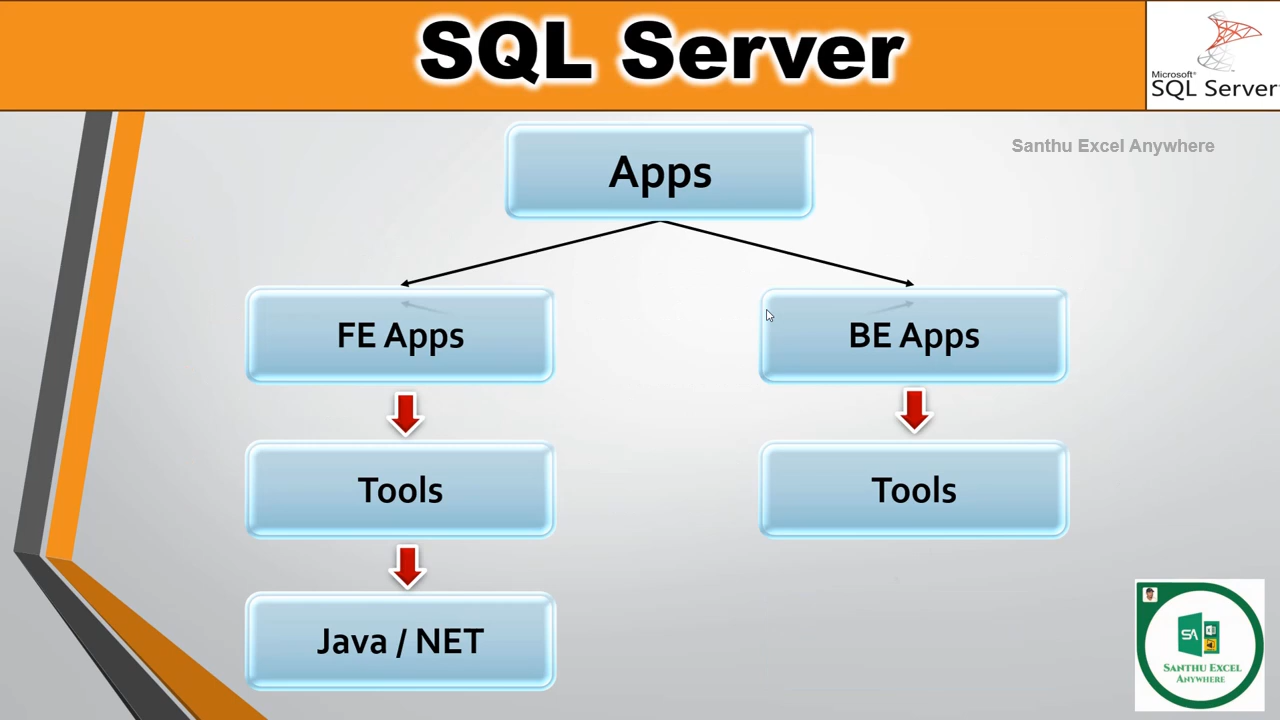 SQL Server
Microsoft®
SQL Server
Santhu Excel Anywhere
Apps
FE Apps
BE Apps
Tools
Tools
Java / NET
SA
SANTHU EXCEL
ANYWHERE